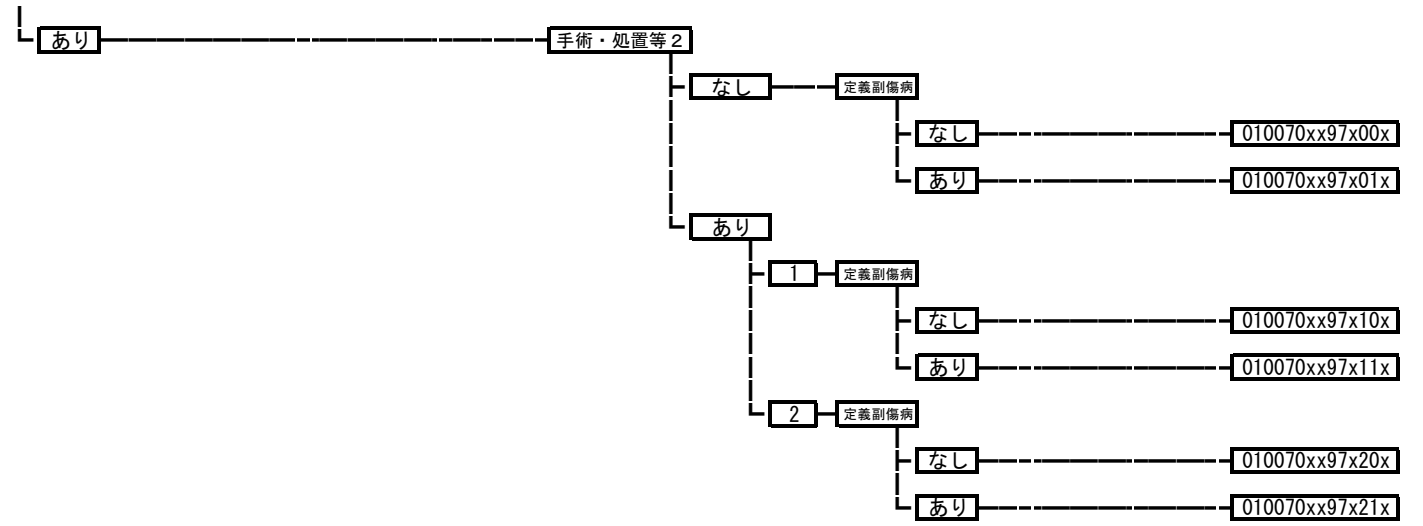 あり 手術・処置等２
なし 定義副傷病
なし 010070xx97x00x
あり 010070xx97x01x
あり
1 定義副傷病
なし 010070xx97x10x
あり 010070xx97x11x
2 定義副傷病
なし 010070xx97x20x
あり 010070xx97x21x